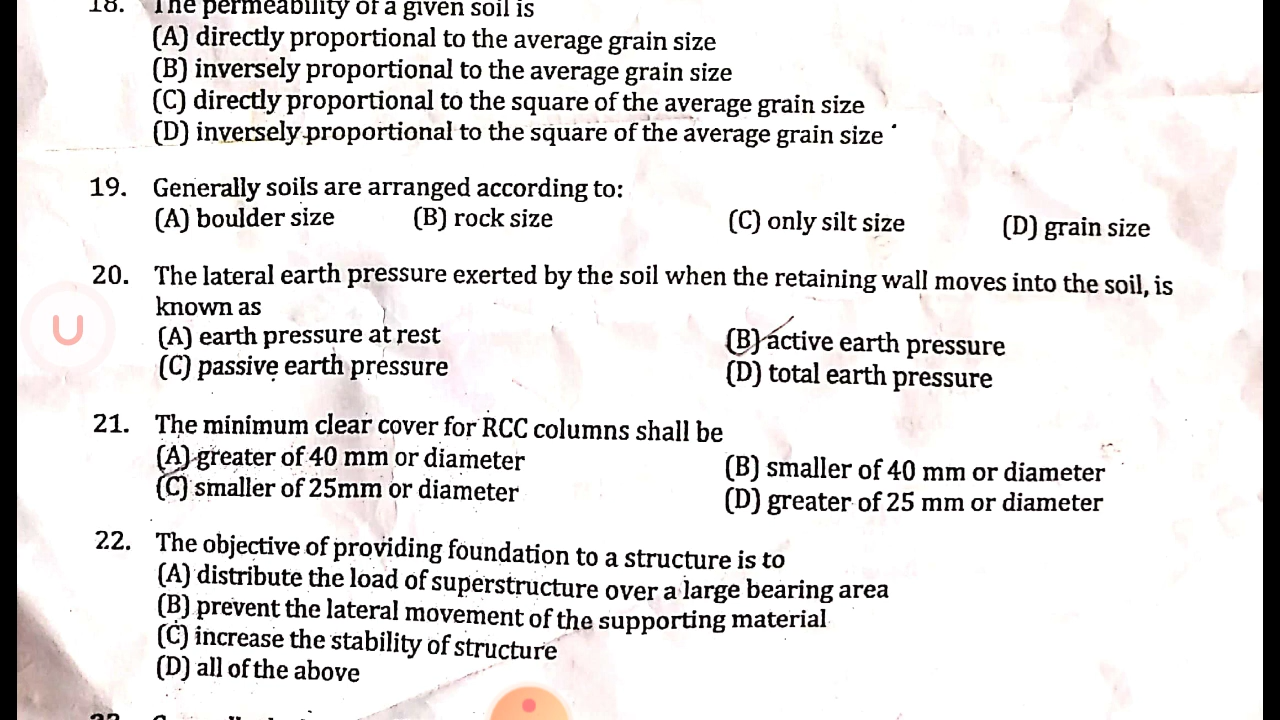 18. The permeability of a given soil is
(A) directly proportional to the average grain size
(B) inversely proportional to the average grain size
(C) directly proportional to the square of the average grain size
(D) inversely proportional to the square of the average grain size
19. Generally soils are arranged according to:
(A) boulder size (B) rock size (C) only silt size (D) grain size
20. The lateral earth pressure exerted by the soil when the retaining wall moves into the soil, is
known as
(A) earth pressure at rest (B) active earth pressure
(C) passive earth pressure (D) total earth pressure
21. The minimum clear cover for RCC columns shall be
(A) greater of 40 mm or diameter (B) smaller of 40 mm or diameter
(C) smaller of 25mm or diameter (D) greater of 25 mm or diameter
22. The objective of providing foundation to a structure is to
(A) distribute the load of superstructure over a large bearing area
(B) prevent the lateral movement of the supporting material
(C) increase the stability of structure
(D) all of the above